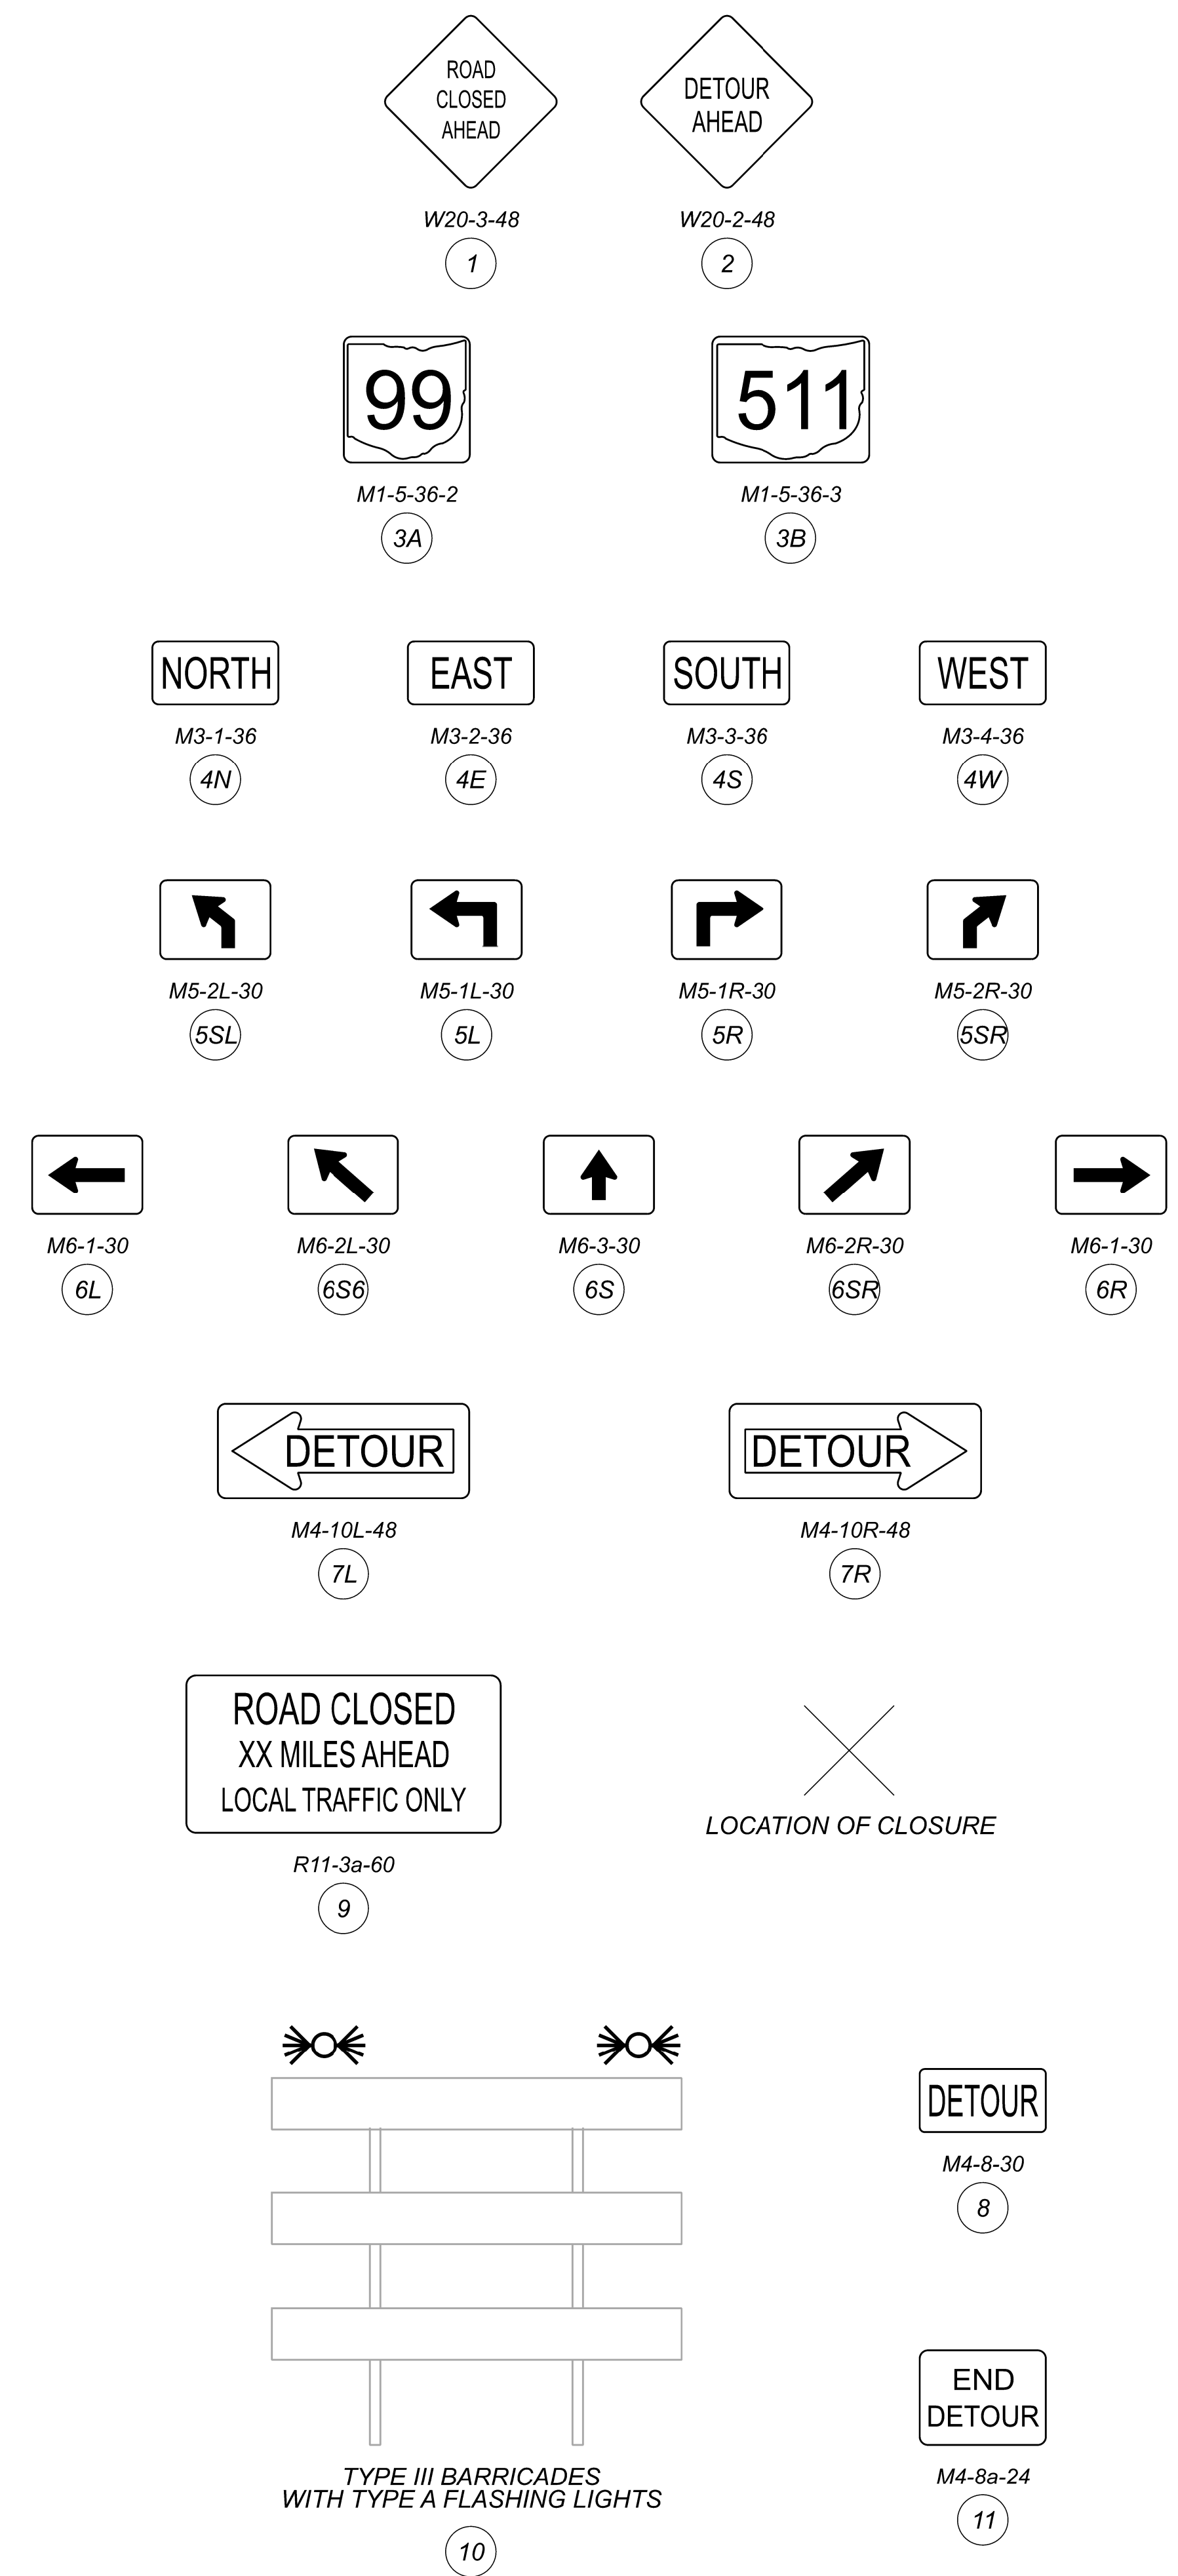 ROAD
CLOSED
AHEAD
W20-3-48
1
DETOUR
AHEAD
W20-2-48
2
99
M1-5-36-2
3A
511
M1-5-36-3
3B
NORTH
M3-1-36
4N
EAST
M3-2-36
4E
SOUTH
M3-3-36
4S
WEST
M3-4-36
4W
M5-2L-30
5SL
M5-1L-30
5L
M5-1R-30
5R
M5-2R-30
5SR
M6-1-30
6L
M6-2L-30
6S6
M6-3-30
6S
M6-2R-30
6SR
M6-1-30
6R
DETOUR
M4-10L-48
7L
DETOUR
M4-10R-48
7R
ROAD CLOSED
XX MILES AHEAD
LOCAL TRAFFIC ONLY
R11-3a-60
9
LOCATION OF CLOSURE
TYPE III BARRICADES
WITH TYPE A FLASHING LIGHTS
10
DETOUR
M4-8-30
8
END
DETOUR
M4-8a-24
11